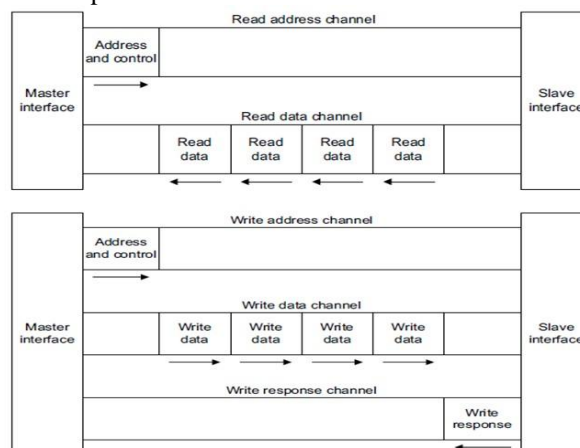 Read address channel
Address
and control
Master
interface
Slave
interface
Read data channel
Read
data
Read
data
Read
data
Read
data
Write address channel
Address
and control
Master
interface
Slave
interface
Write data channel
Write
data
Write
data
Write
data
Write
data
Write response channel
Write
response